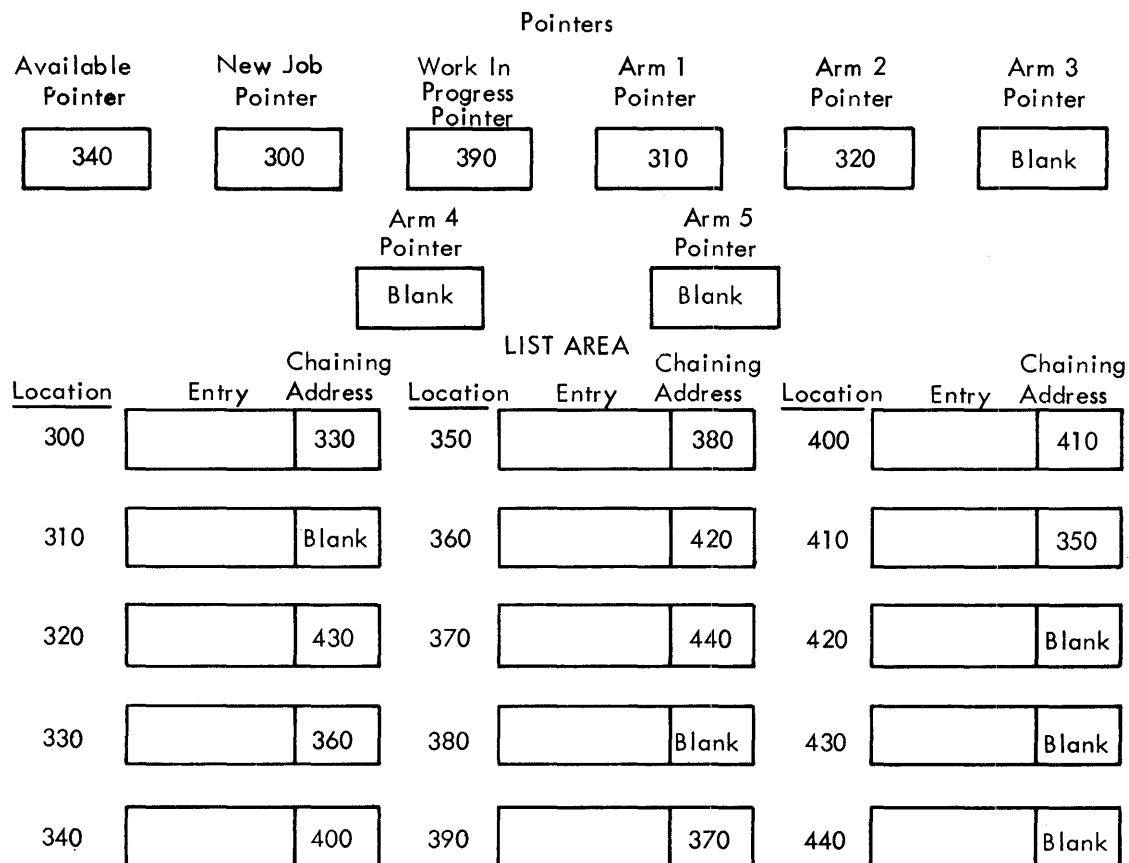 Pointers
Available Pointer
New Job Pointer
Work In Progress Pointer
Arm 1 Pointer
Arm 2 Pointer
Arm 3 Pointer
340 300 390 310 320 Blank
Arm 4 Pointer
Arm 5 Pointer
Blank Blank
LIST AREA
Location Entry Chaining Address Location Entry Chaining Address Location Entry Chaining Address
300 330 350 380 400 410
310 Blank 360 420 410 350
320 430 370 440 420 Blank
330 360 380 Blank 430 Blank
340 400 390 370 440 Blank